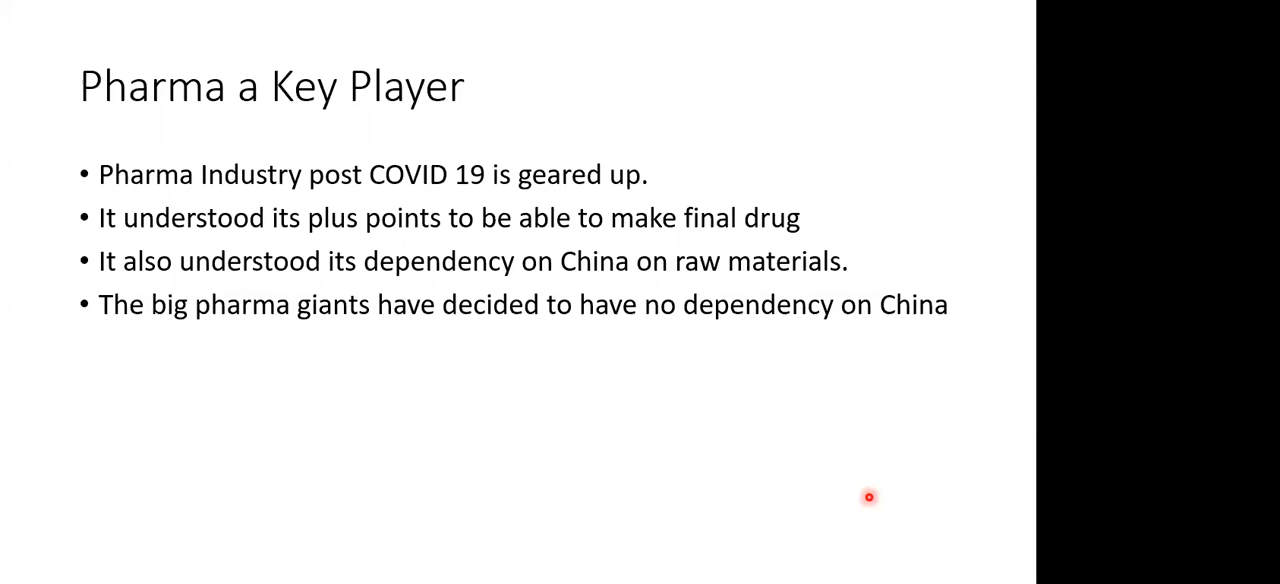 Pharma a Key Player
• Pharma Industry post COVID 19 is geared up.
• It understood its plus points to be able to make final drug
• It also understood its dependency on China on raw materials.
• The big pharma giants have decided to have no dependency on China